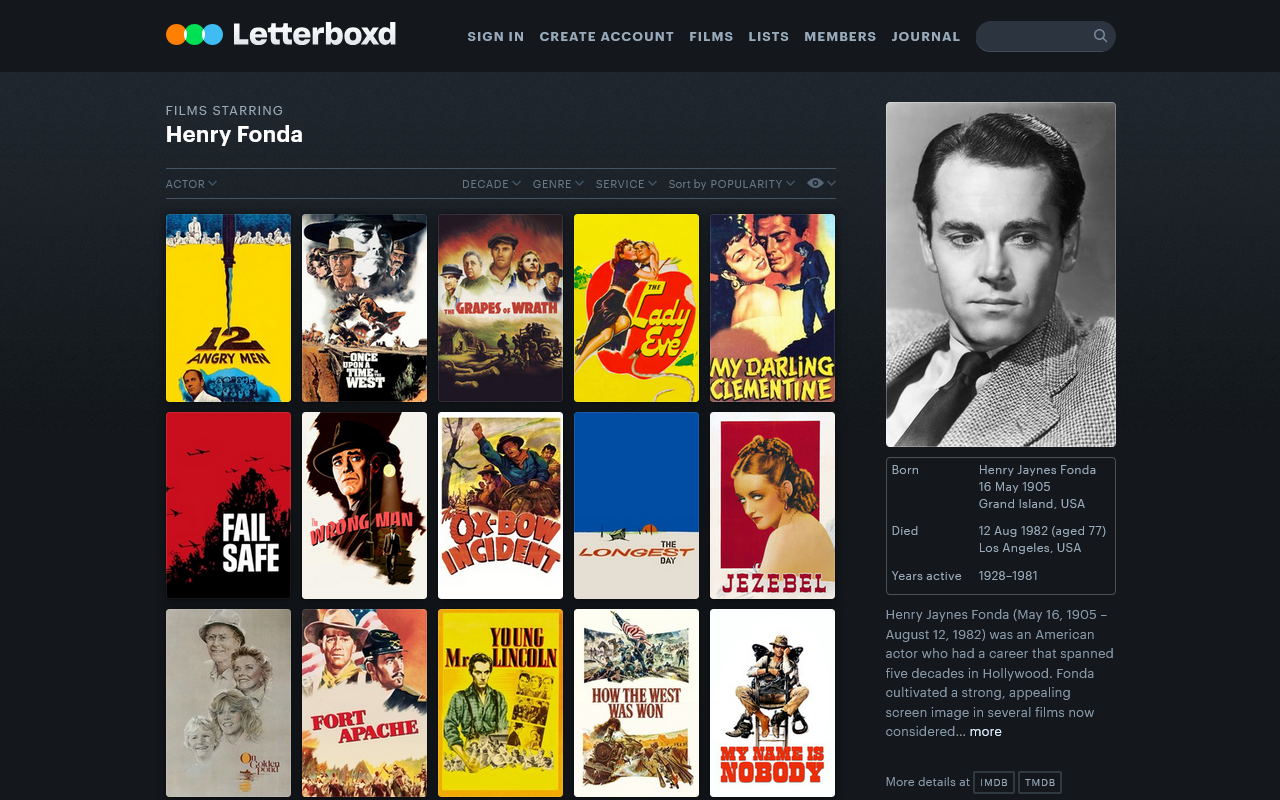 Letterboxd
SIGN IN CREATE ACCOUNT FILMS LISTS MEMBERS JOURNAL
FILMS STARRING
Henry Fonda
ACTOR DECADE GENRE SERVICE Sort by POPULARITY
12
ANGRY MEN
ONCE
UPON A
TIME IN THE
WEST
THE GRAPES OF WRATH
THE
Lady
Eve
MY DARLING
CLEMENTINE
FAIL
SAFE
The
WRONG MAN
The
OX-BOW
INCIDENT
THE
LONGEST
DAY
JEZEBEL
On
Golden
Pond
FORT
APACHE
YOUNG
Mr. LINCOLN
HOW THE WEST
WAS WON
MY NAME IS
NOBODY
Born Henry Jaynes Fonda
16 May 1905
Grand Island, USA
Died 12 Aug 1982 (aged 77)
Los Angeles, USA
Years active 1928–1981
Henry Jaynes Fonda (May 16, 1905 –
August 12, 1982) was an American
actor who had a career that spanned
five decades in Hollywood. Fonda
cultivated a strong, appealing
screen image in several films now
considered... more
More details at IMDB TMDB